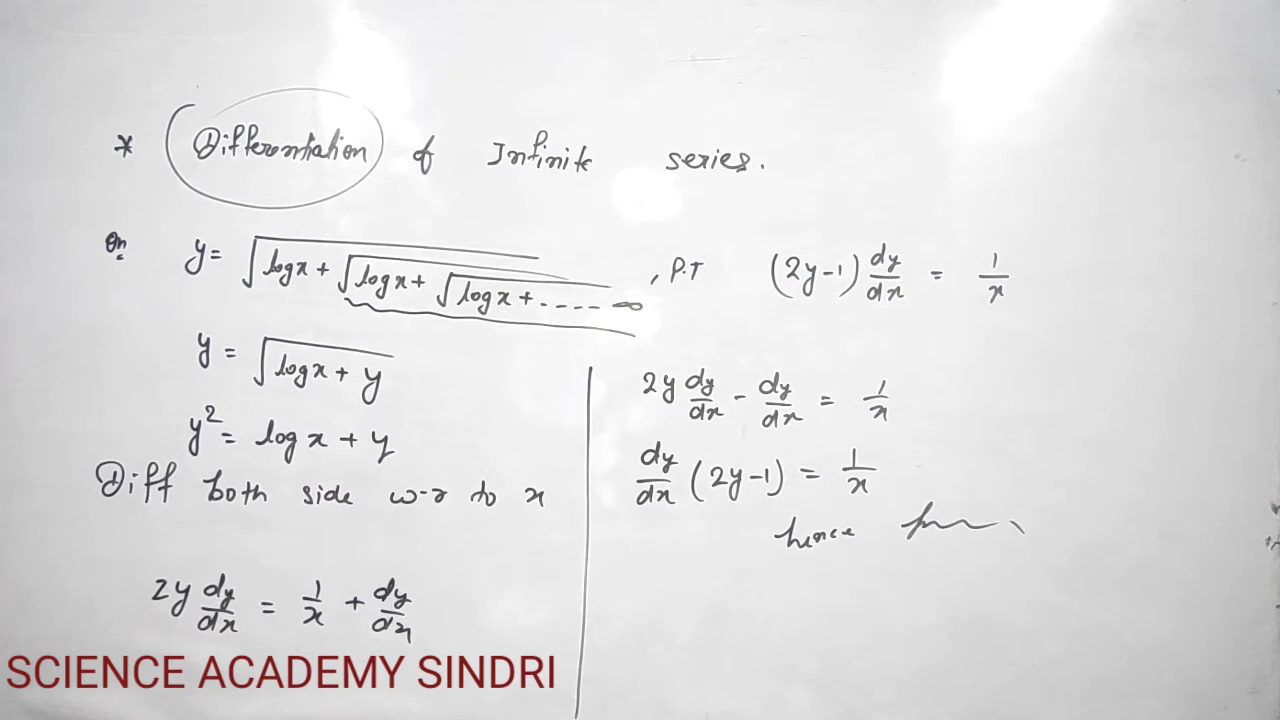 * Differentiation of Infinite series.
Qn. y = √(log x + √(log x + √(log x + ..... ∞ , P.T (2y-1) dy/dx = 1/x
y = √(log x + y)
y² = log x + y
Diff both side w-r to x
2y dy/dx = 1/x + dy/dx
2y dy/dx - dy/dx = 1/x
dy/dx (2y-1) = 1/x
hence
SCIENCE ACADEMY SINDRI